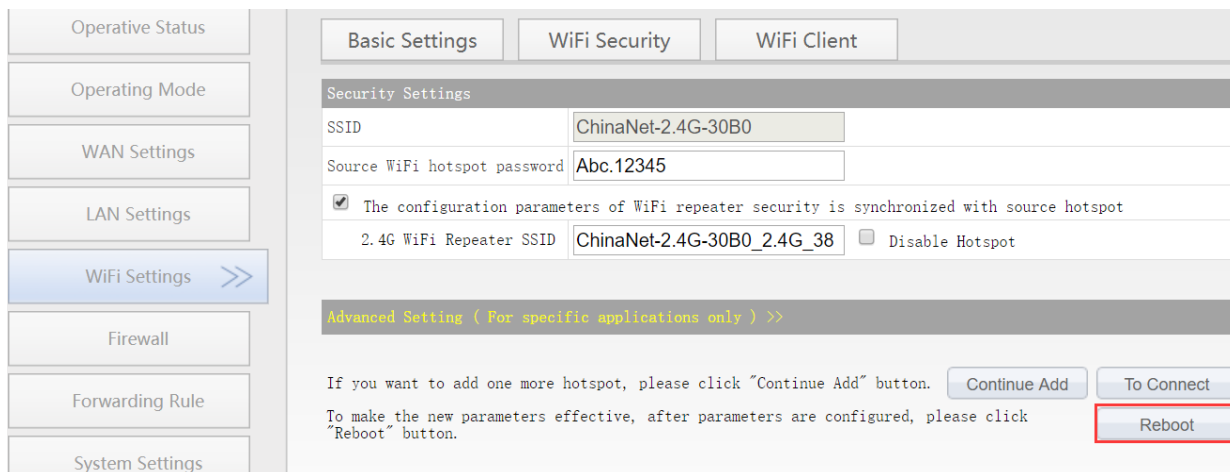 Operative Status
Operating Mode
WAN Settings
LAN Settings
WiFi Settings >>
Firewall
Forwarding Rule
System Settings
Basic Settings
WiFi Security
WiFi Client
Security Settings
SSID
ChinaNet-2.4G-30B0
Source WiFi hotspot password
Abc.12345
The configuration parameters of WiFi repeater security is synchronized with source hotspot
2.4G WiFi Repeater SSID
ChinaNet-2.4G-30B0_2.4G_38
Disable Hotspot
Advanced Setting ( For specific applications only ) >>
If you want to add one more hotspot, please click "Continue Add" button.
Continue Add
To Connect
To make the new parameters effective, after parameters are configured, please click
"Reboot" button.
Reboot